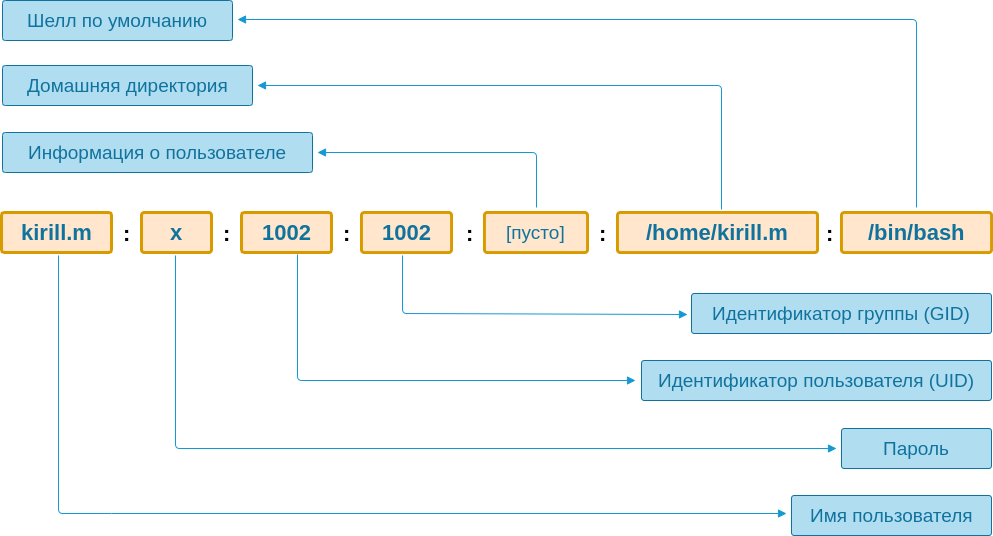 Шелл по умолчанию
Домашняя директория
Информация о пользователе
kirill.m : x : 1002 : 1002 : [пусто] : /home/kirill.m : /bin/bash
Идентификатор группы (GID)
Идентификатор пользователя (UID)
Пароль
Имя пользователя